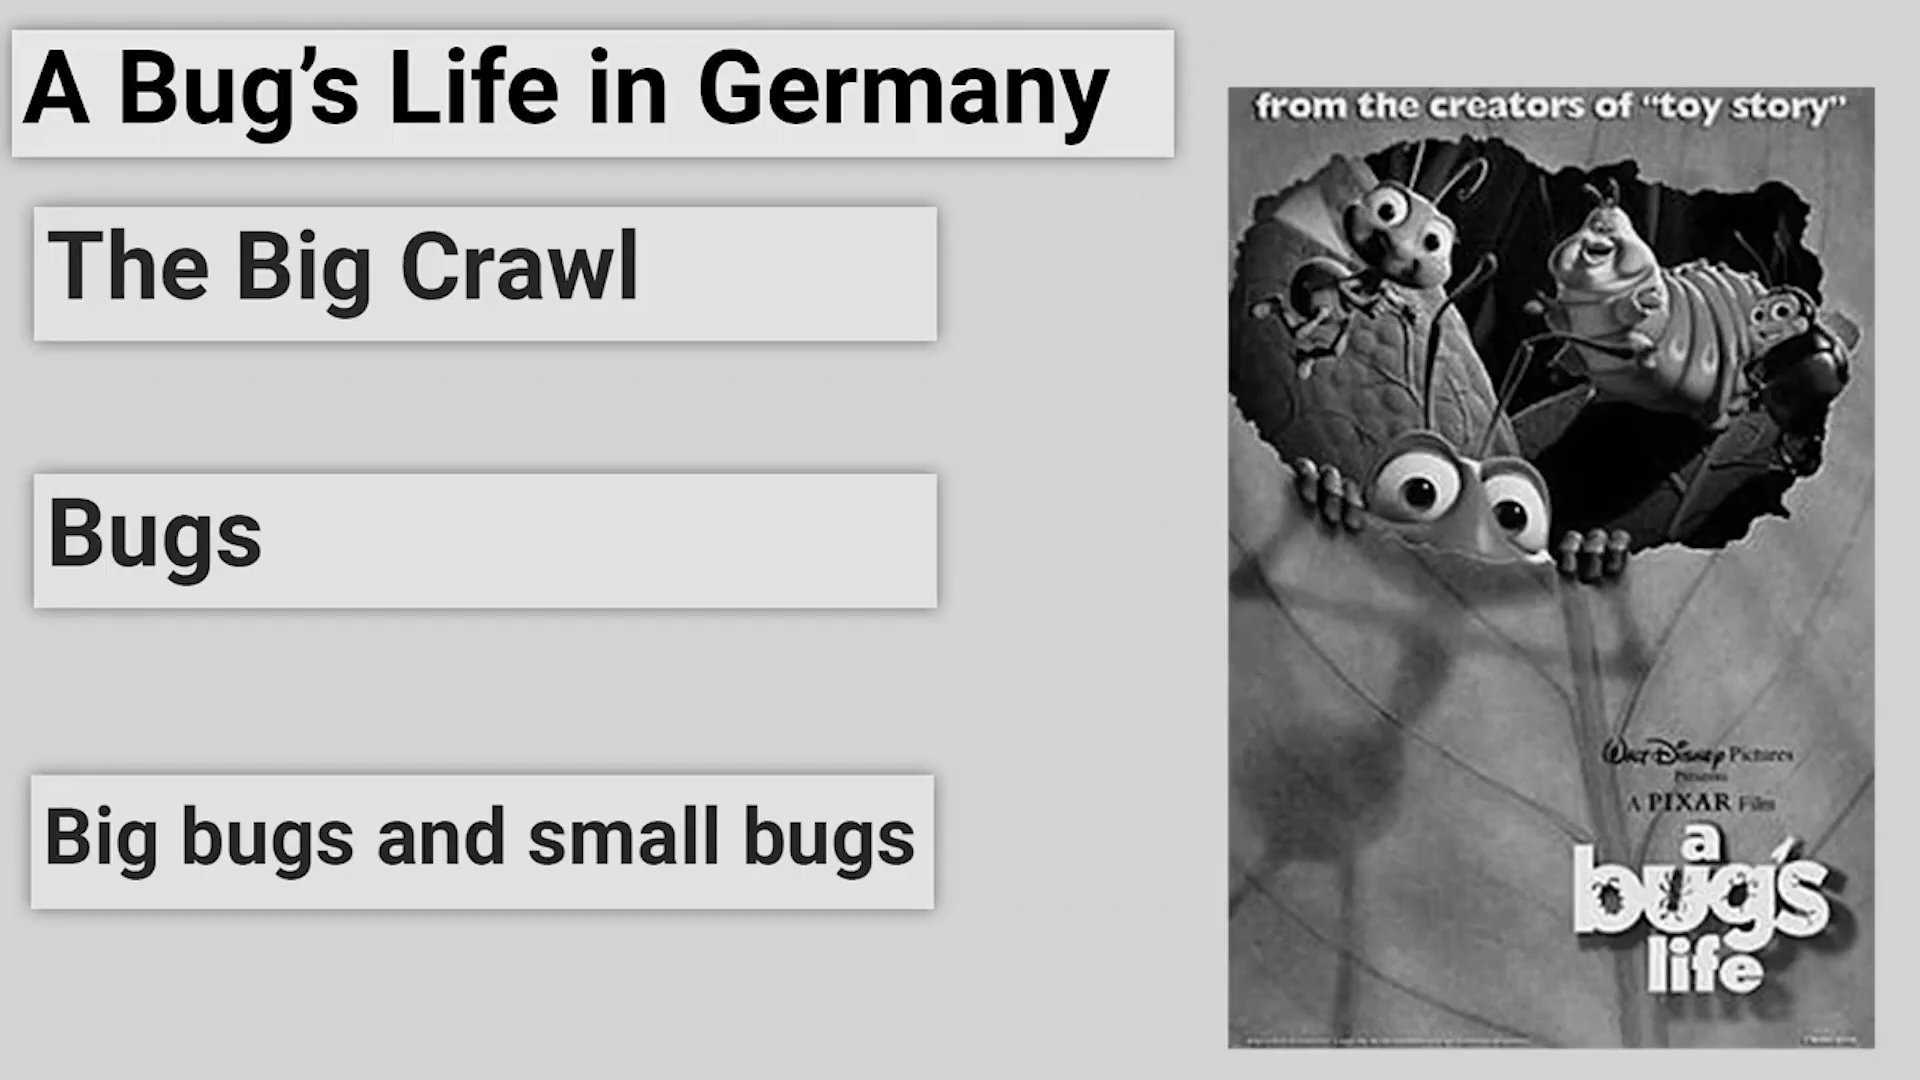 A Bug’s Life in Germany
The Big Crawl
Bugs
Big bugs and small bugs
from the creators of “toy story”
Walt Disney Pictures
Presents
A PIXAR Film
a
bug's
life